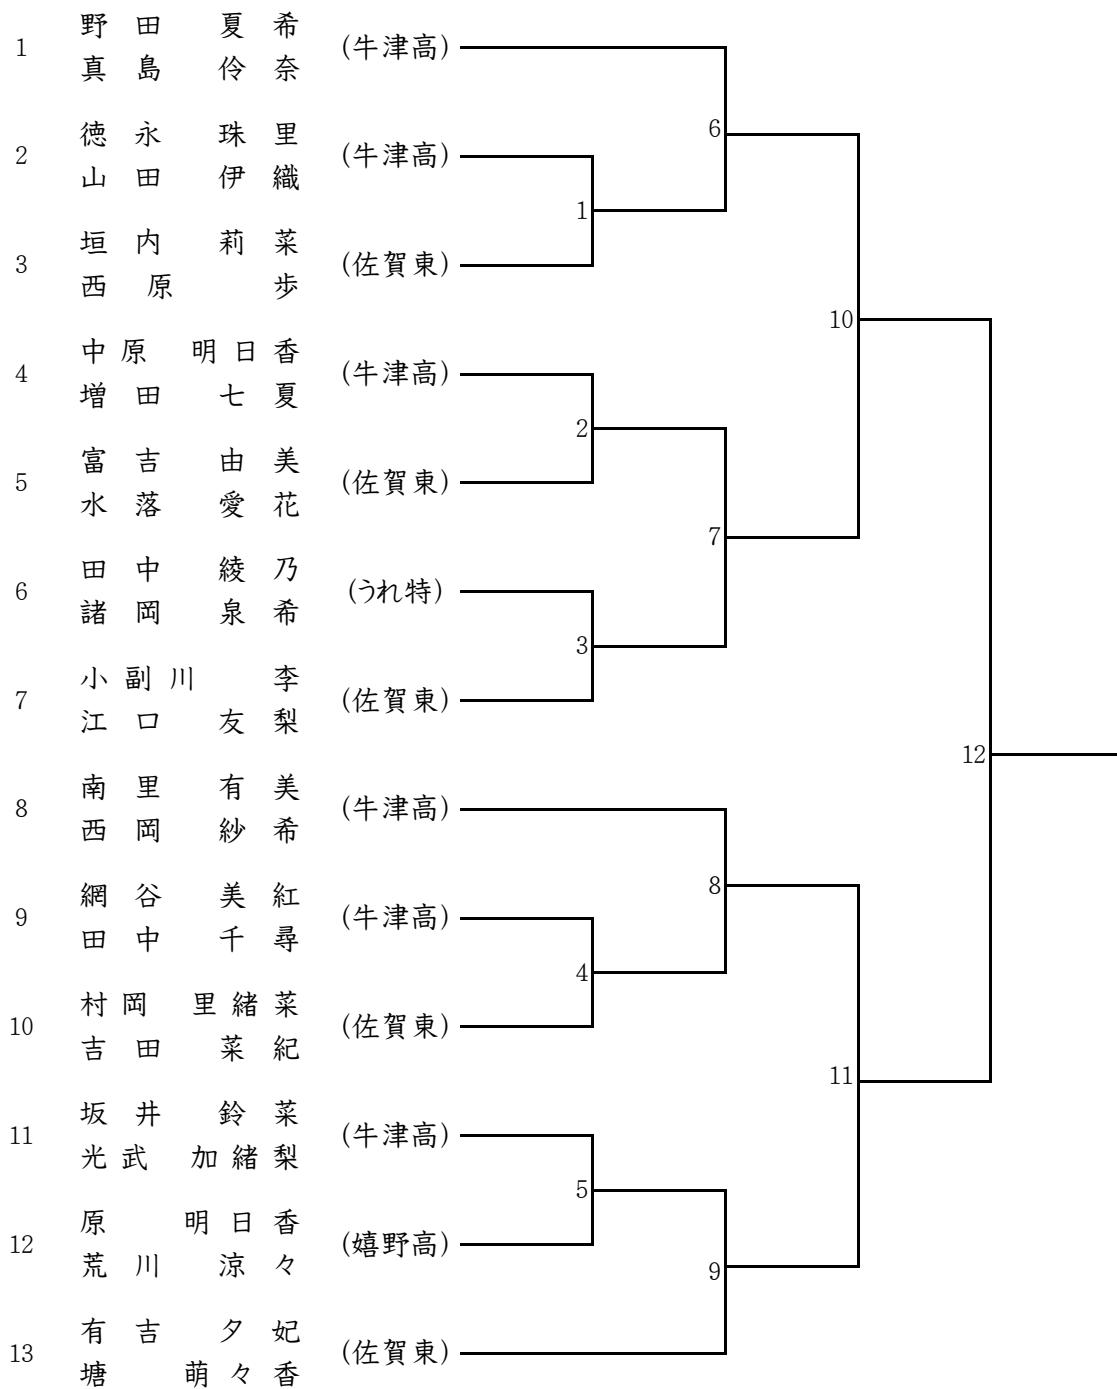 野田 夏希
1 (牛津高)
真島 伶奈
6
徳永 珠里
2 (牛津高)
山田 伊織
1
垣内 莉菜
3 (佐賀東)
西原 歩
10
中原 明日香
4 (牛津高)
増田 七夏
2
富吉 由美
5 (佐賀東)
水落 愛花
7
田中 綾乃
6 (うれ特)
諸岡 泉希
3
小副川 李
7 (佐賀東)
江口 友梨
12
南里 有美
8 (牛津高)
西岡 紗希
8
網谷 美紅
9 (牛津高)
田中 千尋
4
村岡 里緒菜
10 (佐賀東)
吉田 菜紀
11
坂井 鈴菜
11 (牛津高)
光武 加緒梨
5
原 明日香
12 (嬉野高)
荒川 涼々
9
有吉 夕妃
13 (佐賀東)
塘 萌々香